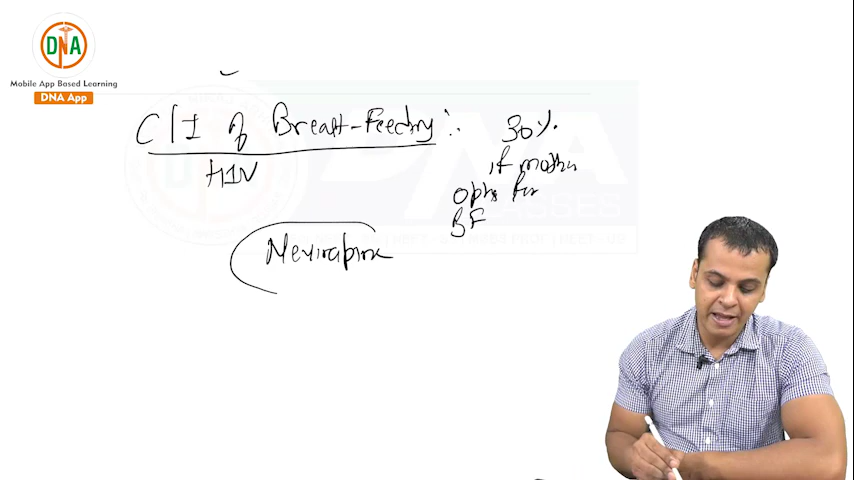 DNA
Mobile App Based Learning
DNA App
C/I of Breast-Feeding :.
HIV
30%.
if mother
opts for
BF
Nevirapine